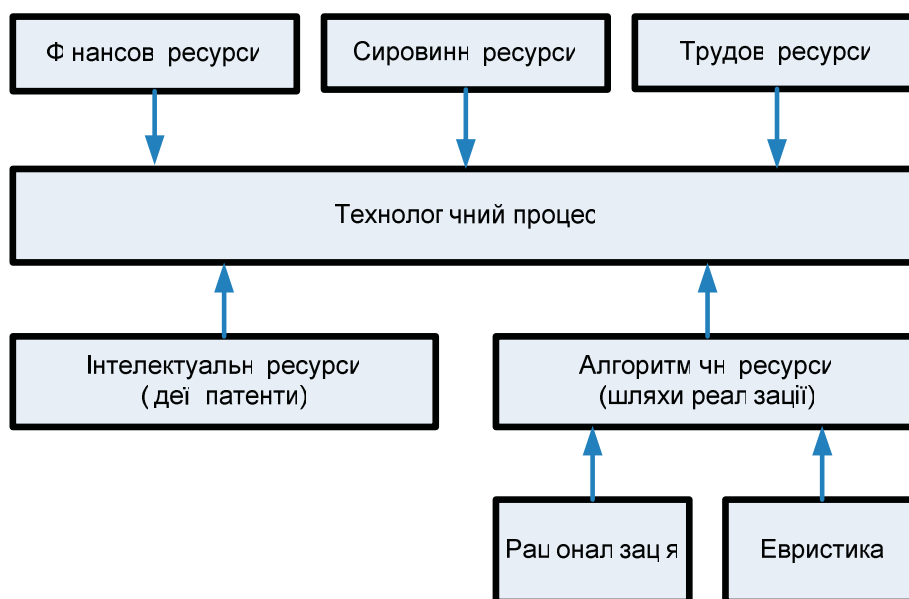 Ф нансов ресурси
Сировинн ресурси
Трудов ресурси
Технолог чний процес
Інтелектуальн ресурси
( деї патенти)
Алгоритм чн ресурси
(шляхи реал зації)
Рац онал зац я
Евристика